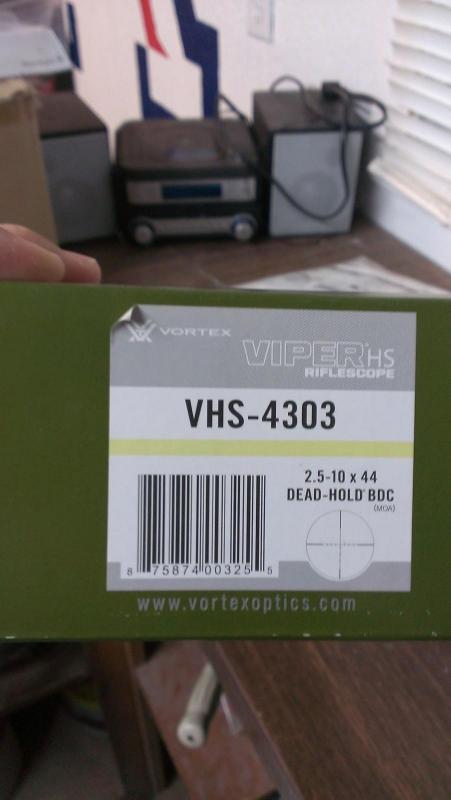 VORTEX
VIPER® HS
RIFLESCOPE
VHS-4303
2.5-10 x 44
DEAD-HOLD® BDC
(MOA)
8 75874 00325 5
www.vortexoptics.com